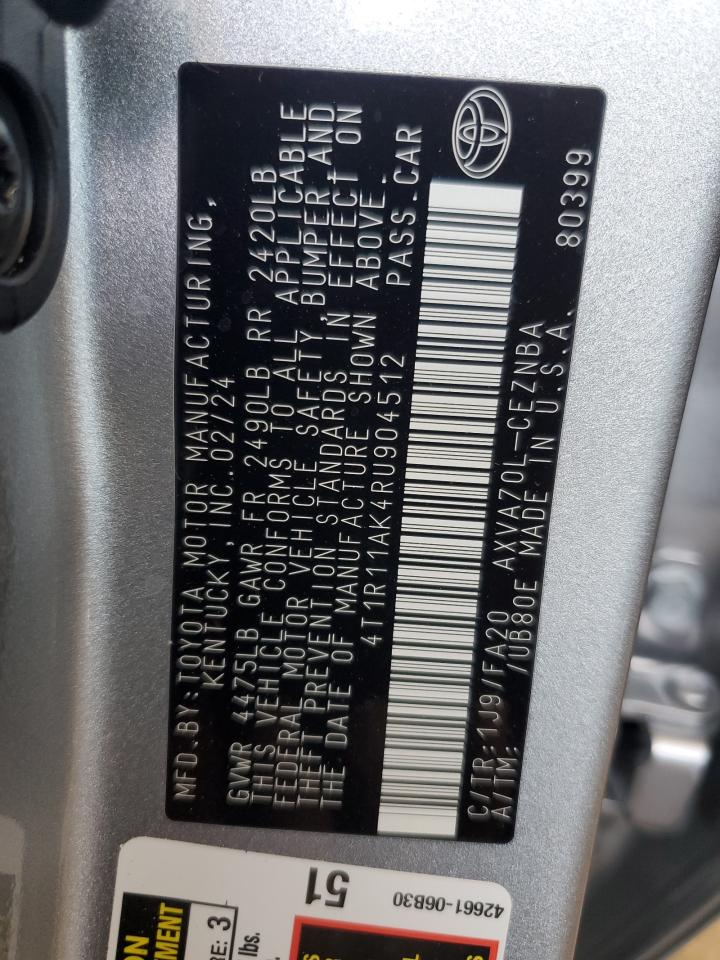 MFD.BY:TOYOTA MOTOR MANUFACTURING,
KENTUCKY, INC.02/24
GVWR 4475LB GAWR FR 2490LB RR 2420LB
THIS VEHICLE CONFORMS TO ALL APPLICABLE
FEDERAL MOTOR VEHICLE SAFETY,BUMPER,AND
THEFT PREVENTION STANDARDS IN EFFECT ON
THE DATE OF MANUFACTURE SHOWN ABOVE.
4T1R11AK4RU904512 PASS.CAR
C/TR:1J9/FA20 AXVA70L-CEZNBA
A/TM: /UB80E MADE IN U.S.A. 80399
51
42661-06B30
3
lbs.